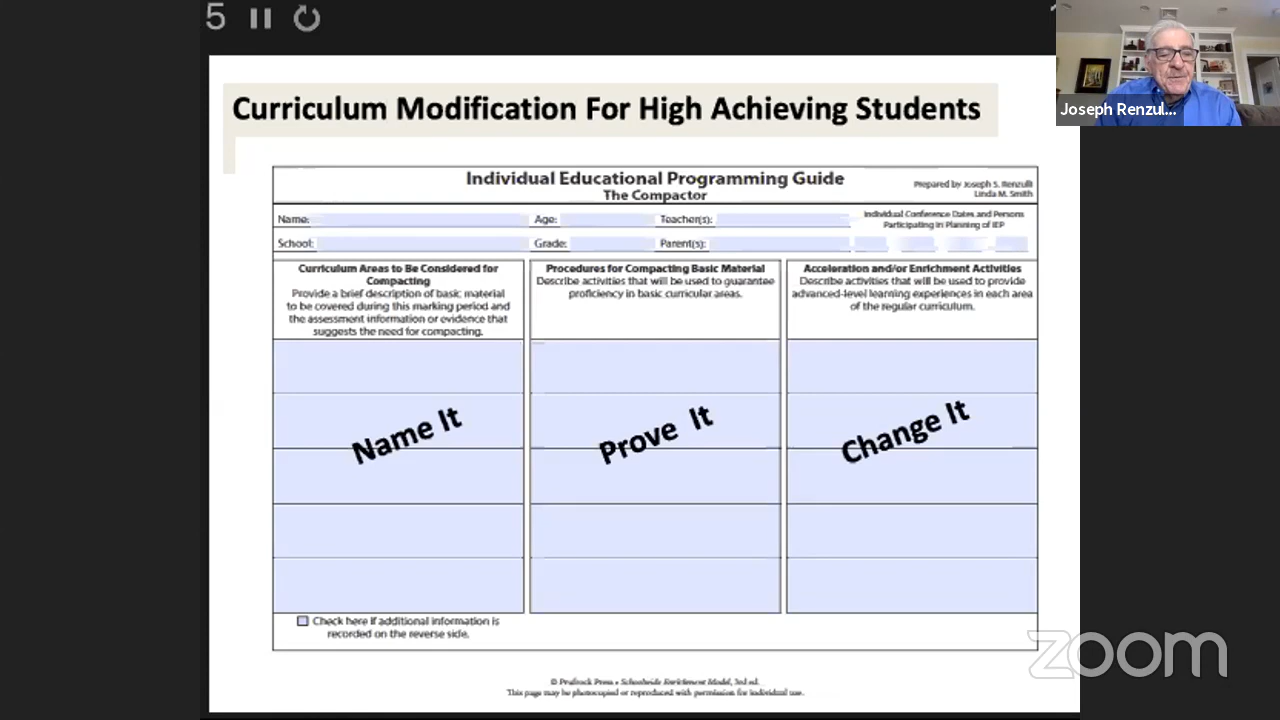 5
Joseph Renzul...
Curriculum Modification For High Achieving Students
Individual Educational Programming Guide
The Compactor
Prepared by Joseph S. Renzulli
Linda M. Smith
Name:
Age:
Teacher(s):
Individual Conference Dates and Persons
Participating in Planning of IEP
School:
Grade:
Parent(s):
Curriculum Areas to Be Considered for
Compacting
Provide a brief description of basic material
to be covered during this marking period and
the assessment information or evidence that
suggests the need for compacting.
Procedures for Compacting Basic Material
Describe activities that will be used to guarantee
proficiency in basic curricular areas.
Acceleration and/or Enrichment Activities
Describe activities that will be used to provide
advanced-level learning experiences in each area
of the regular curriculum.
Name It
Prove It
Change It
Check here if additional information is
recorded on the reverse side.
zoom
© Prufrock Press • Schoolwide Enrichment Model, 3rd ed.
This page may be photocopied or reproduced with permission for individual use.